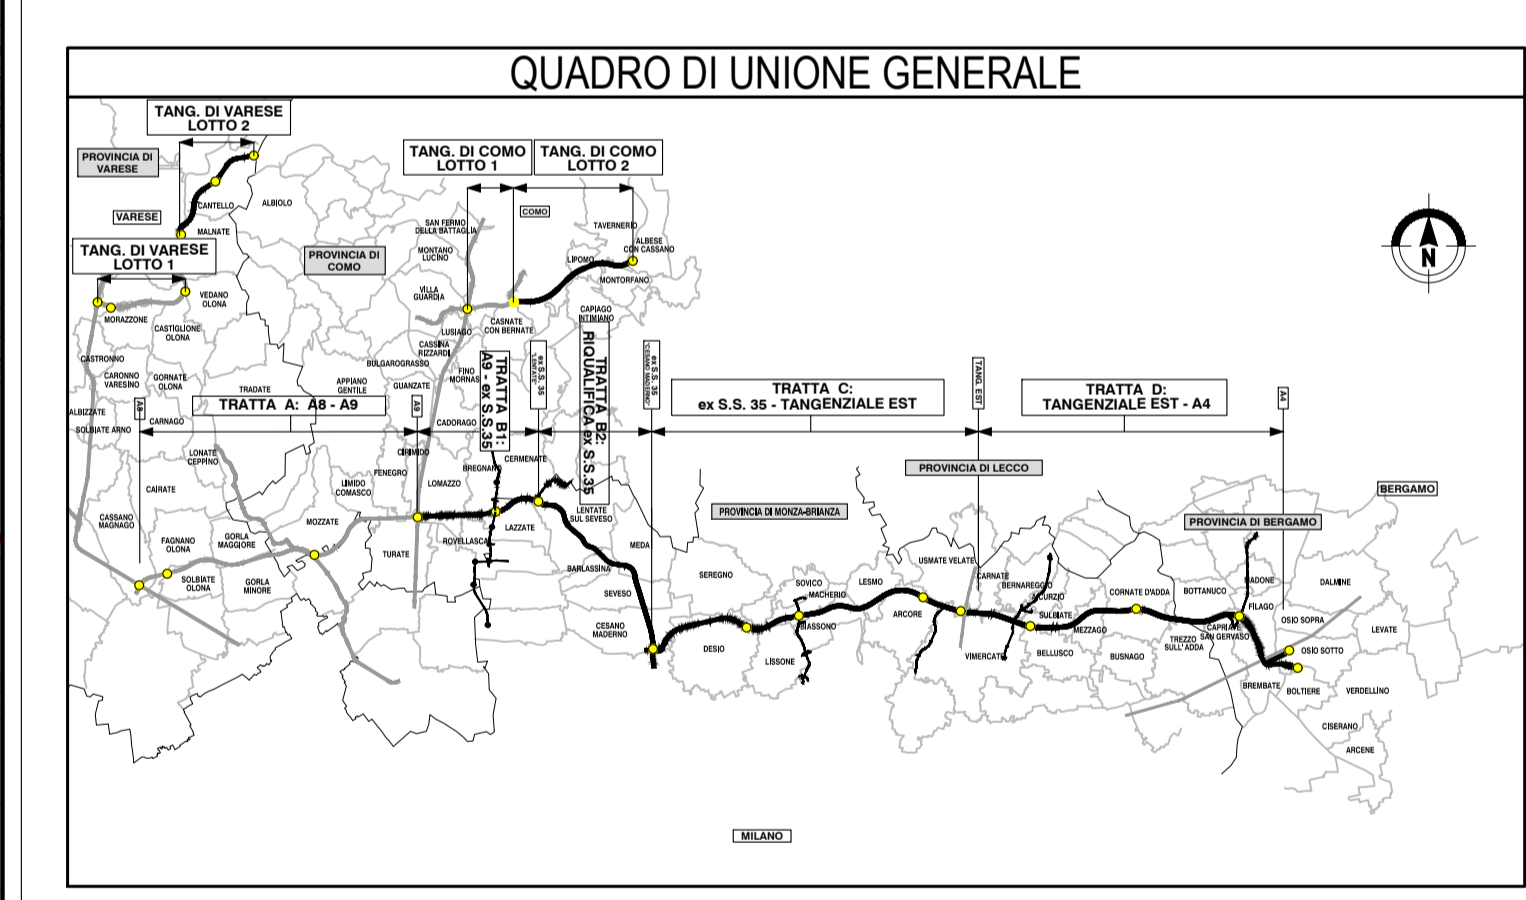 QUADRO DI UNIONE GENERALE
TANG. DI VARESE
LOTTO 2
PROVINCIA DI
VARESE
TANG. DI COMO
LOTTO 1
TANG. DI COMO
LOTTO 2
CANTELLO
ALBIOLO
VARESE
MALNATE
COMO
SAN FERMO
DELLA BATTAGLIA
TAVERNERIO
ALBESE
CON CASSANO
TANG. DI VARESE
LOTTO 1
PROVINCIA DI
COMO
MONTANO
LUCINO
LIPOMO
MONTORFANO
N
VEDANO
OLONA
VILLA
GUARDIA
MORAZZONE
CASTIGLIONE
OLONA
LUSIAGO
CASNATE
CON BERNATE
CAPIAGO
INTIMIANO
CASTRONNO
CASSINA
RIZZARDI
BULGAROGRASSO
CARONNO
VARESINO
GORNATE
OLONA
TRADATE
APPIANO
GENTILE
GUANZATE
FINO
MORNAS
TRATTA B1:
A9 - ex S.S.35
ex S.S. 35
"LENTATE"
TRATTA B2:
RIQUALIFICA ex S.S.35
ex S.S. 35
"CESANO MADERNO"
TRATTA C:
ex S.S. 35 - TANGENZIALE EST
TANG. EST
TRATTA D:
TANGENZIALE EST - A4
A4
A8
TRATTA A: A8 - A9
A9
ALBIZZATE
CARNAGO
CADORAGO
SOLBIATE ARNO
LONATE
CEPPINO
CIRIMIDO
CERMENATE
BREGNANO
FENEGRO
LOMAZZO
LIMIDO
COMASCO
CAIRATE
PROVINCIA DI LECCO
BERGAMO
CASSANO
MAGNAGO
MOZZATE
LAZZATE
LENTATE
SUL SEVESO
PROVINCIA DI MONZA-BRIANZA
PROVINCIA DI BERGAMO
FAGNANO
OLONA
GORLA
MAGGIORE
TURATE
ROVELLASCA
MEDA
USMATE VELATE
SOLBIATE
OLONA
GORLA
MINORE
BARLASSINA
SEREGNO
SOVICO
MACHERIO
LESMO
CARNATE
BERNAREGGIO
CORNATE D'ADDA
BOTTANUCO
MADONE
DALMINE
SEVESO
ARCORE
SULBIATE
FILAGO
CESANO
MADERNO
BIASSONO
MEZZAGO
CAPRIATE
SAN GERVASO
OSIO SOPRA
LEVATE
DESIO
LISSONE
VIMERCATE
BELLUSCO
BUSNAGO
TREZZO
SULL'ADDA
OSIO SOTTO
BREMBATE
BOLTIERE
VERDELLINO
CISERANO
ARCENE
MILANO